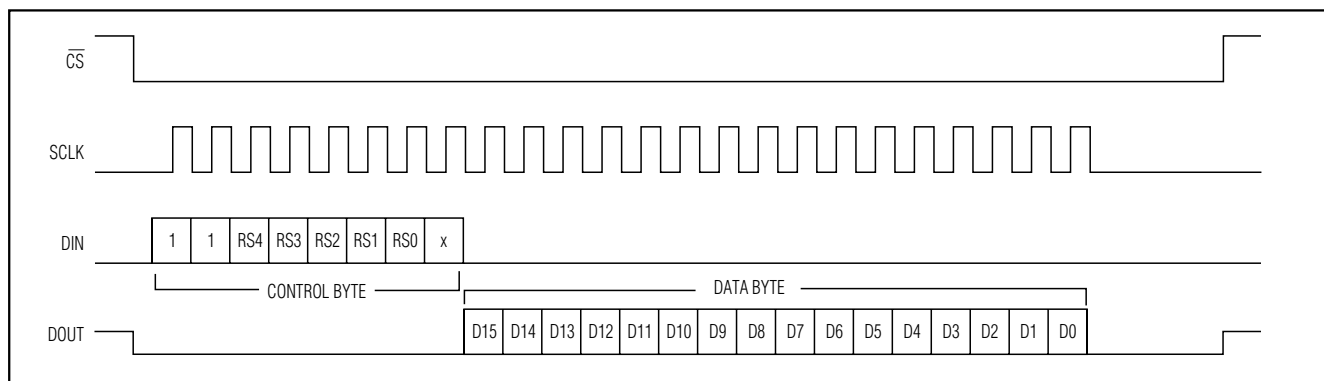 C̅S̅
SCLK
DIN
1 1 RS4 RS3 RS2 RS1 RS0 x
CONTROL BYTE
DATA BYTE
DOUT
D15 D14 D13 D12 D11 D10 D9 D8 D7 D6 D5 D4 D3 D2 D1 D0